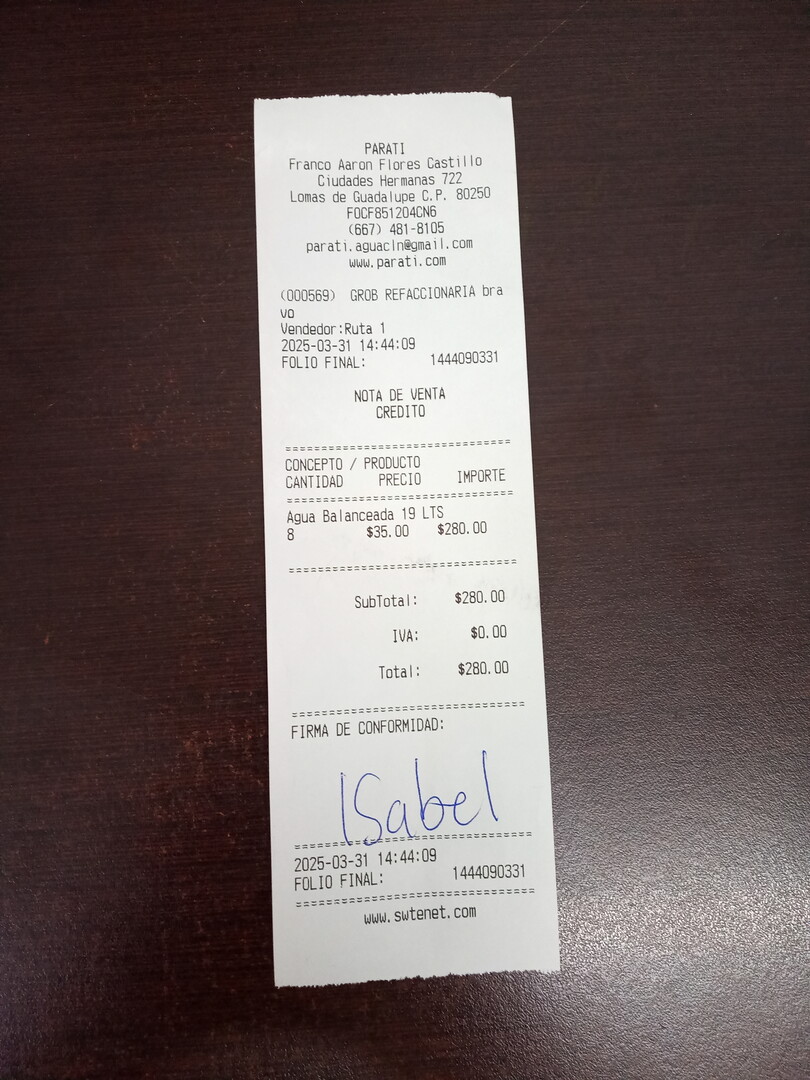 PARATI
Franco Aaron Flores Castillo
Ciudades Hermanas 722
Lomas de Guadalupe C.P. 80250
FOCF851204CN6
(667) 481-8105
parati.aguacln@gmail.com
www.parati.com
(000569) GROB REFACCIONARIA bra
vo
Vendedor:Ruta 1
2025-03-31 14:44:09
FOLIO FINAL: 1444090331
NOTA DE VENTA
CREDITO
==============================
CONCEPTO / PRODUCTO
CANTIDAD PRECIO IMPORTE
==============================
Agua Balanceada 19 LTS
8 $35.00 $280.00
==============================
SubTotal: $280.00
IVA: $0.00
Total: $280.00
==============================
FIRMA DE CONFORMIDAD:
Isabel
==============================
2025-03-31 14:44:09
FOLIO FINAL: 1444090331
==============================
www.swtenet.com